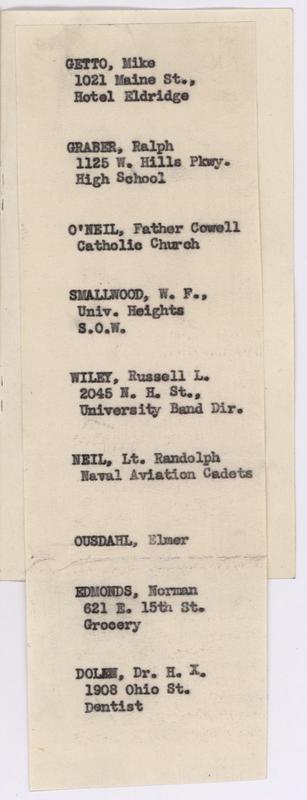 GETTO, Mike
1021 Maine St.,
Hotel Eldridge
GRABER, Ralph
1125 W. Hills Pkwy.
High School
O'NEIL, Father Cowell
Catholic Church
SMALLWOOD, W. F.,
Univ. Heights
S.O.W.
WILEY, Russell L.
2045 N. H. St.,
University Band Dir.
NEIL, Lt. Randolph
Naval Aviation Cadets
OUSDAHL, Elmer
EDMONDS, Norman
621 E. 15th St.
Grocery
DOLEN, Dr. H. X.
1908 Ohio St.
Dentist